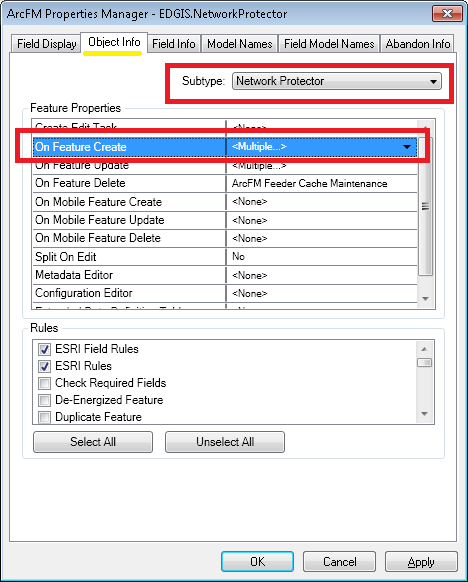 ArcFM Properties Manager - EDGIS.NetworkProtector
Field Display Object Info Field Info Model Names Field Model Names Abandon Info
Subtype: Network Protector
Feature Properties
Create Edit Task <None>
On Feature Create <Multiple...>
On Feature Update <Multiple...>
On Feature Delete ArcFM Feeder Cache Maintenance
On Mobile Feature Create <None>
On Mobile Feature Update <None>
On Mobile Feature Delete <None>
Split On Edit No
Metadata Editor <None>
Configuration Editor <None>
Rules
ESRI Field Rules
ESRI Rules
Check Required Fields
De-Energized Feature
Duplicate Feature
Select All Unselect All
OK Cancel Apply